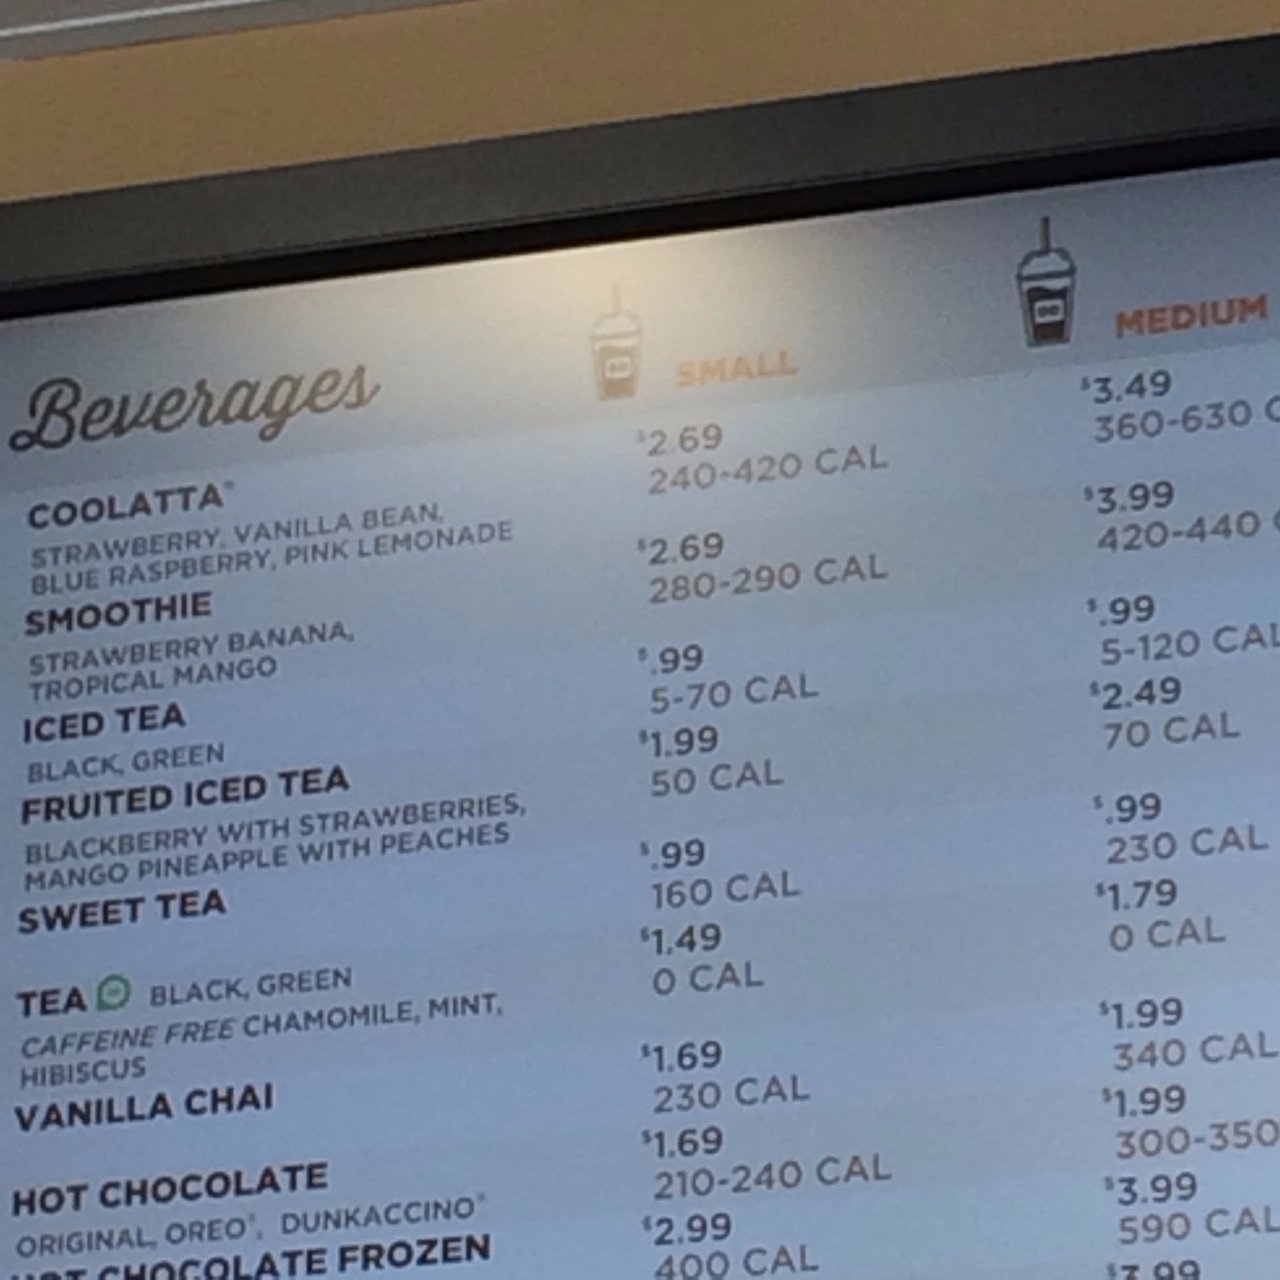 Beverages SMALL MEDIUM
COOLATTA® $2.69 $3.49
STRAWBERRY, VANILLA BEAN, 240-420 CAL 360-630
BLUE RASPBERRY, PINK LEMONADE
SMOOTHIE $2.69 $3.99
STRAWBERRY BANANA, 280-290 CAL 420-440
TROPICAL MANGO
ICED TEA $.99 $.99
BLACK, GREEN 5-70 CAL 5-120 CAL
FRUITED ICED TEA $1.99 $2.49
BLACKBERRY WITH STRAWBERRIES, 50 CAL 70 CAL
MANGO PINEAPPLE WITH PEACHES
SWEET TEA $.99 $.99
160 CAL 230 CAL
TEA BLACK, GREEN $1.49 $1.79
CAFFEINE FREE CHAMOMILE, MINT, 0 CAL 0 CAL
HIBISCUS
VANILLA CHAI $1.69 $1.99
230 CAL 340 CAL
HOT CHOCOLATE $1.69 $1.99
ORIGINAL, OREO®, DUNKACCINO® 210-240 CAL 300-350
HOT CHOCOLATE FROZEN $2.99 $3.99
400 CAL 590 CAL
$3.99